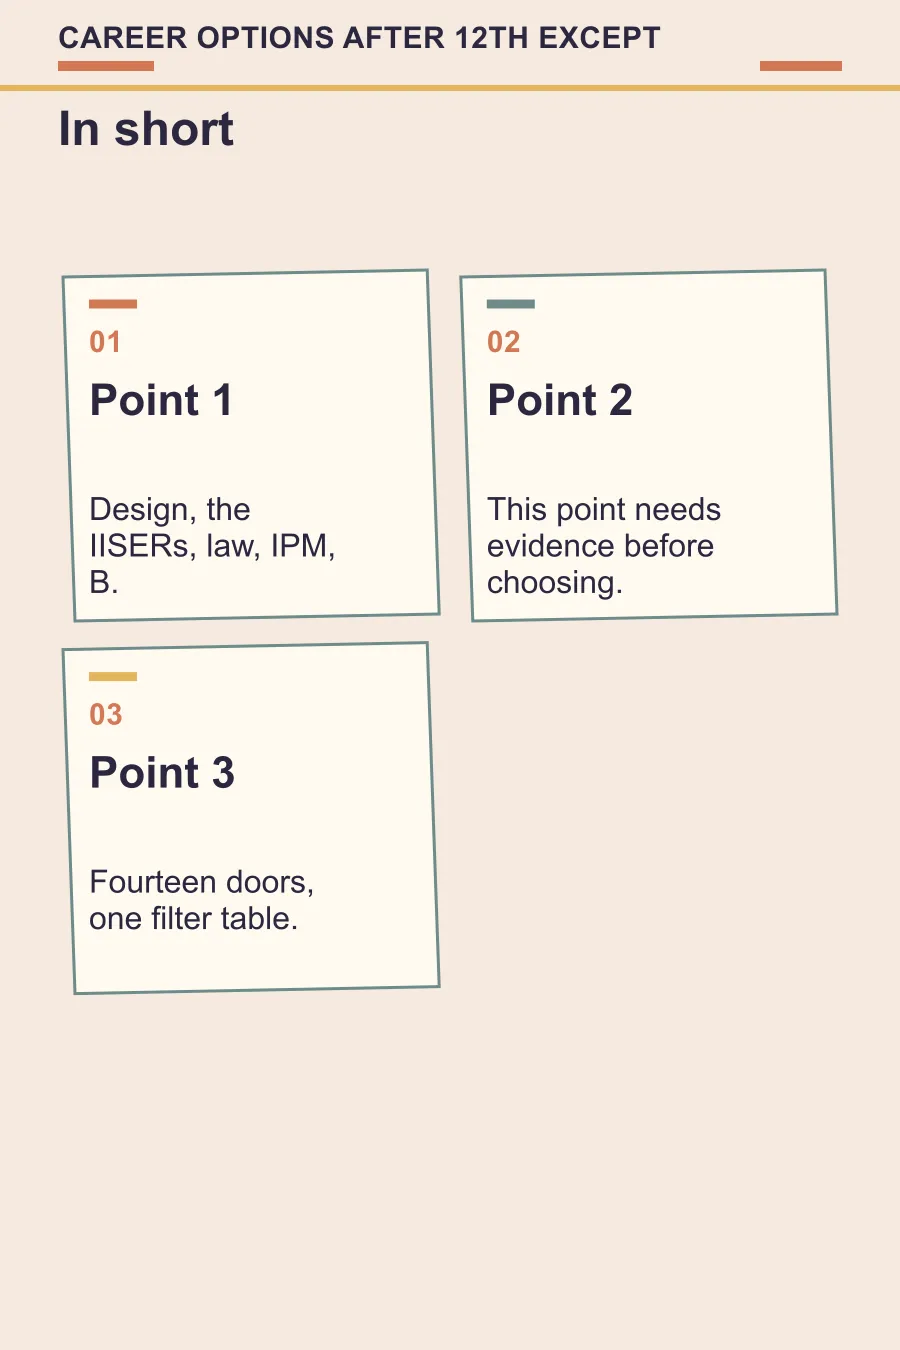 CAREER OPTIONS AFTER 12TH EXCEPT
In short
01
Point 1
Design, the
IISERs, law, IPM,
B.
02
Point 2
This point needs
evidence before
choosing.
03
Point 3
Fourteen doors,
one filter table.